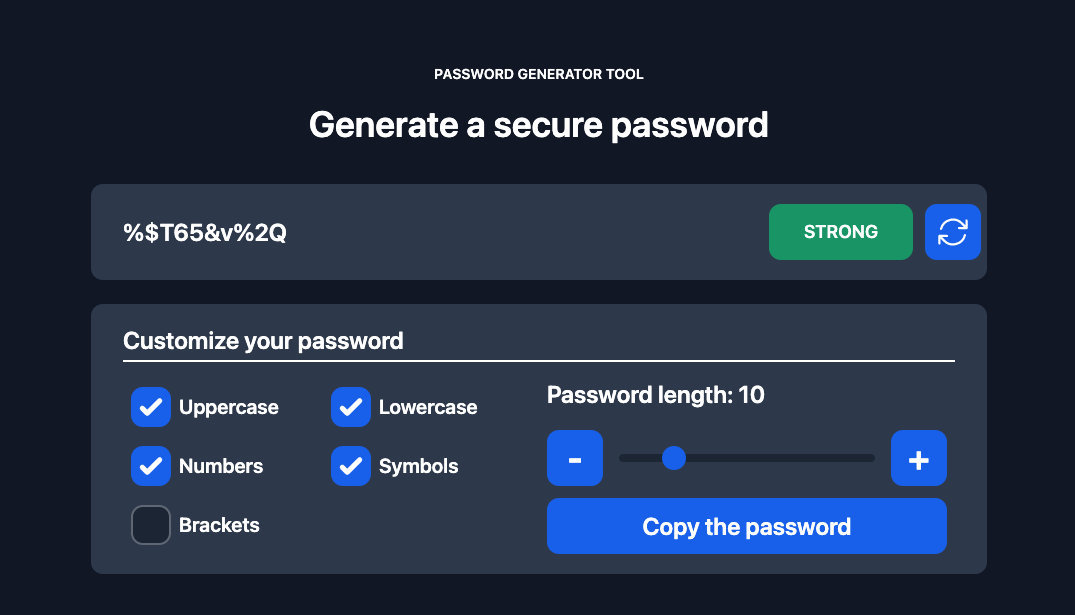 PASSWORD GENERATOR TOOL
Generate a secure password
%$T65&v%2Q
STRONG
Customize your password
Uppercase
Lowercase
Numbers
Symbols
Brackets
Password length: 10
-
+
Copy the password